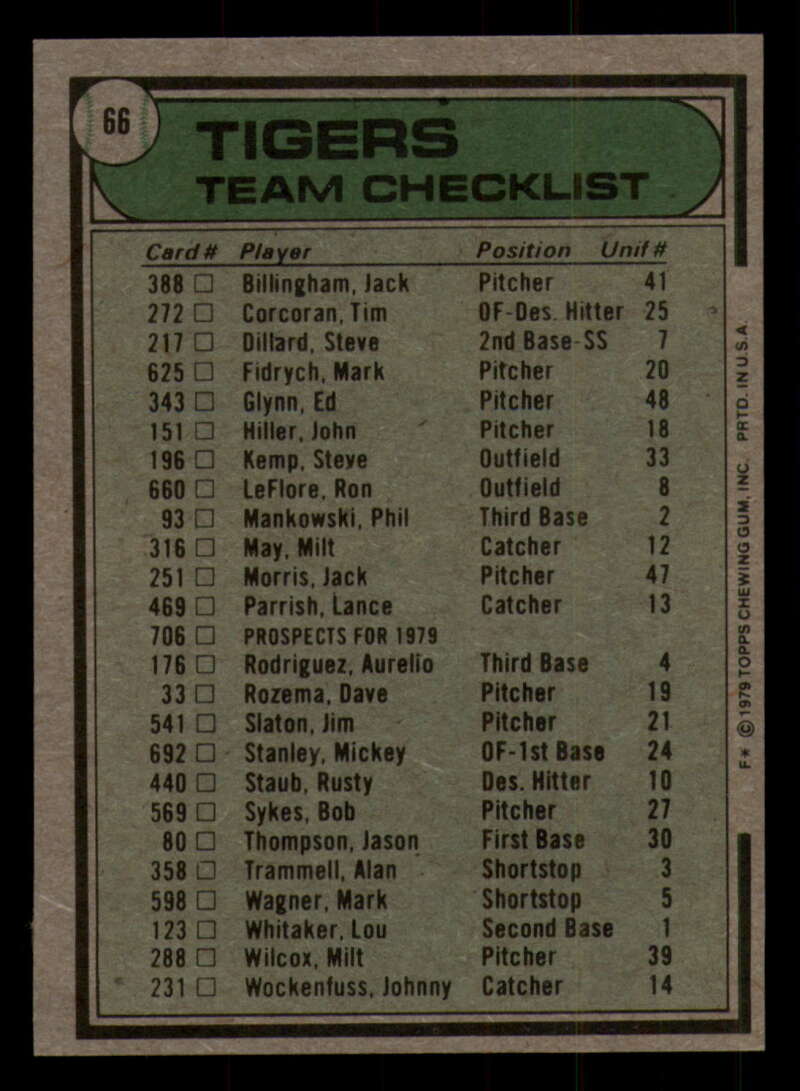 66
TIGERS
TEAM CHECKLIST
Card# Player Position Unif#
388 □ Billingham, Jack Pitcher 41
272 □ Corcoran, Tim OF-Des. Hitter 25
217 □ Dillard, Steve 2nd Base-SS 7
625 □ Fidrych, Mark Pitcher 20
343 □ Glynn, Ed Pitcher 48
151 □ Hiller, John Pitcher 18
196 □ Kemp, Steve Outfield 33
660 □ LeFlore, Ron Outfield 8
93 □ Mankowski, Phil Third Base 2
316 □ May, Milt Catcher 12
251 □ Morris, Jack Pitcher 47
469 □ Parrish, Lance Catcher 13
706 □ PROSPECTS FOR 1979
176 □ Rodriguez, Aurelio Third Base 4
33 □ Rozema, Dave Pitcher 19
541 □ Slaton, Jim Pitcher 21
692 □ Stanley, Mickey OF-1st Base 24
440 □ Staub, Rusty Des. Hitter 10
569 □ Sykes, Bob Pitcher 27
80 □ Thompson, Jason First Base 30
358 □ Trammell, Alan Shortstop 3
598 □ Wagner, Mark Shortstop 5
123 □ Whitaker, Lou Second Base 1
288 □ Wilcox, Milt Pitcher 39
231 □ Wockenfuss, Johnny Catcher 14
F* ©1979 TOPPS CHEWING GUM, INC. PRTD. IN U.S.A.